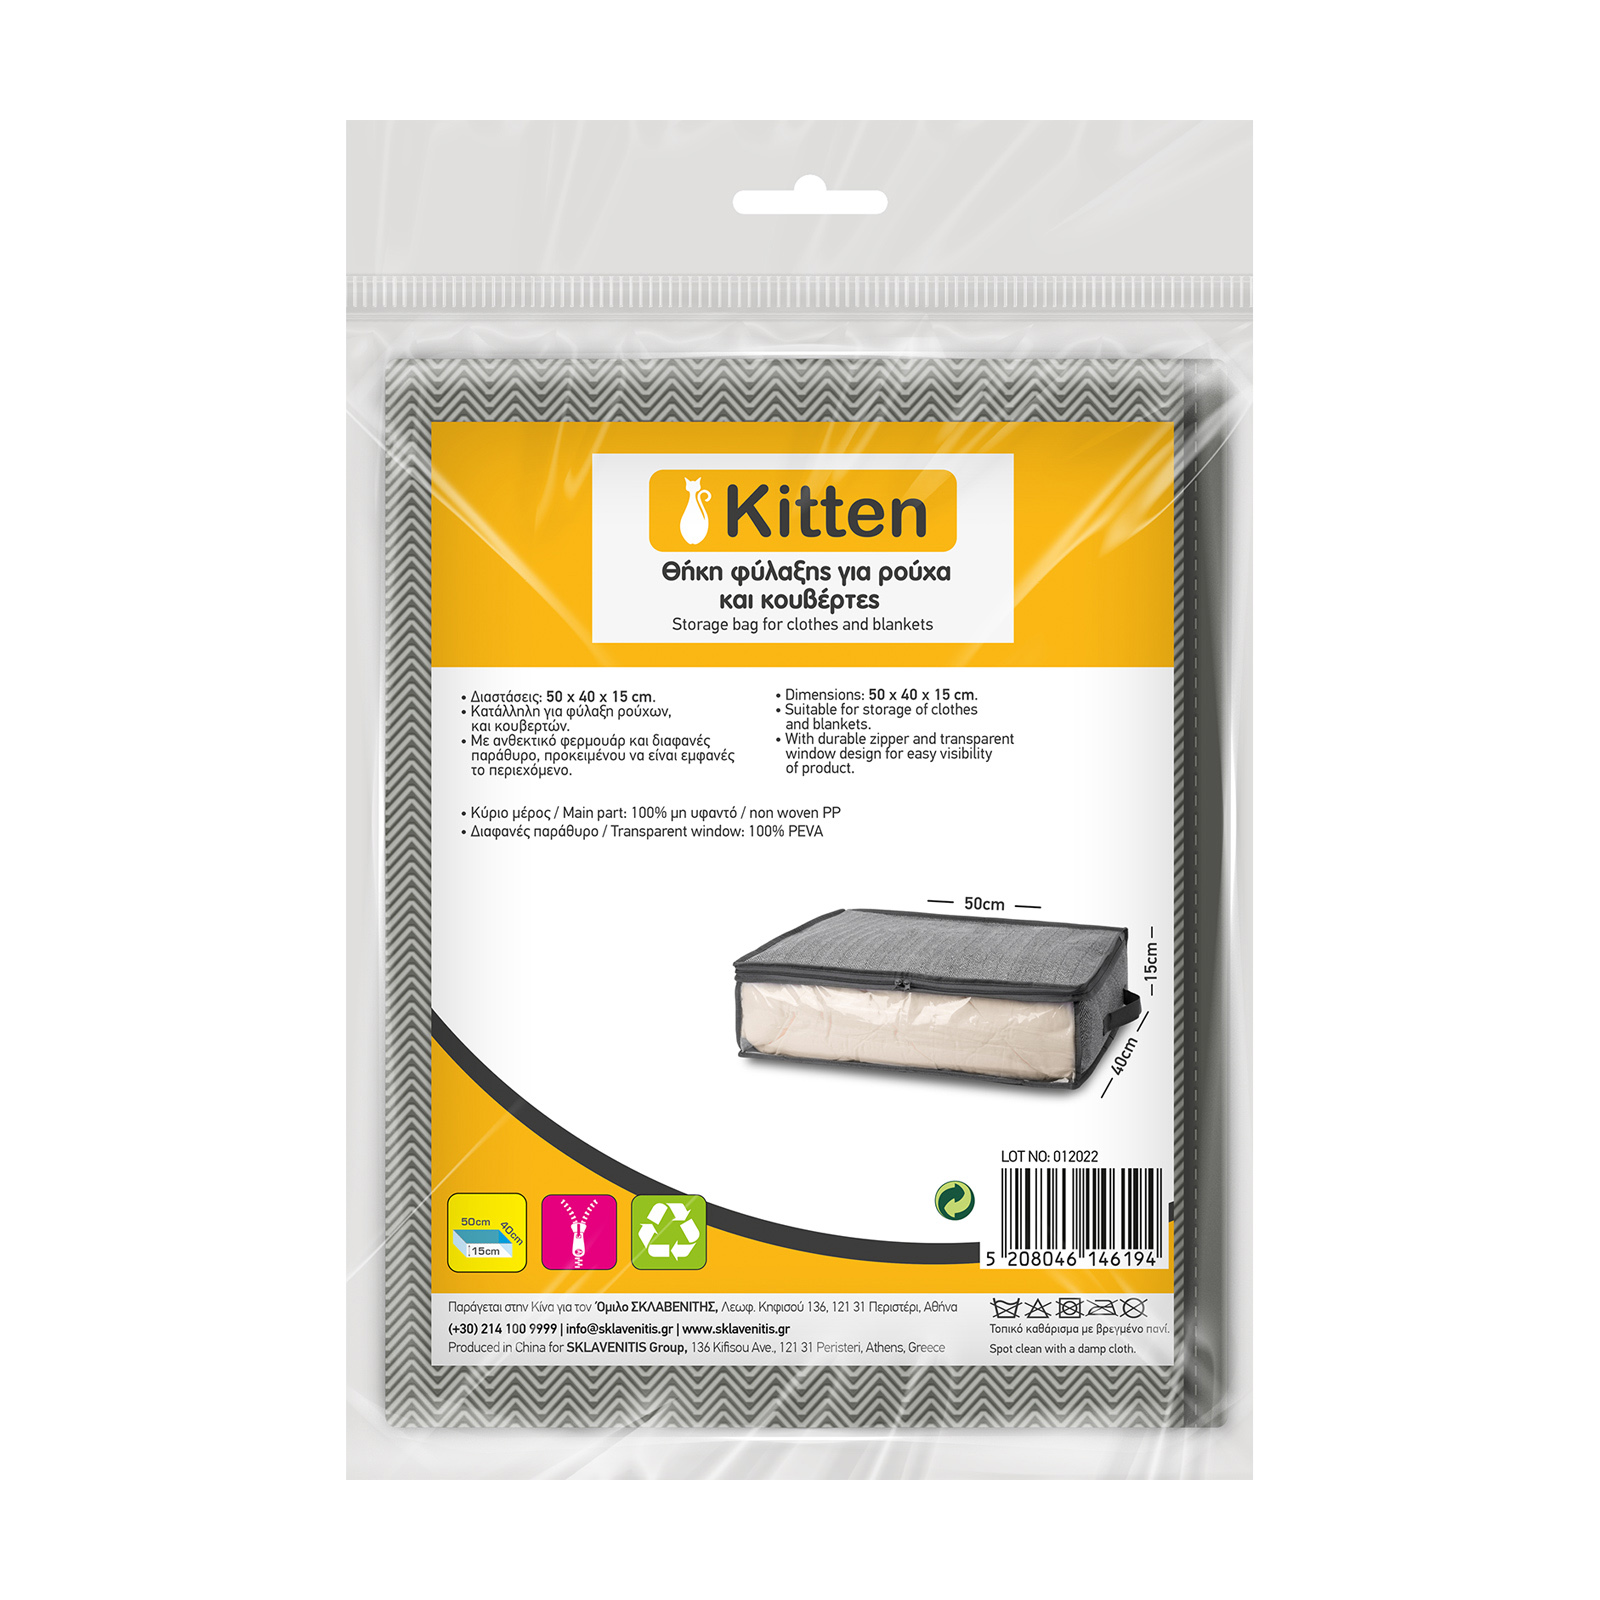 Kitten
Θήκη φύλαξης για ρούχα
και κουβέρτες
Storage bag for clothes and blankets
• Διαστάσεις: 50 x 40 x 15 cm.
• Κατάλληλη για φύλαξη ρούχων,
και κουβερτών.
• Με ανθεκτικό φερμουάρ και διαφανές
παράθυρο, προκειμένου να είναι εμφανές
το περιεχόμενο.
• Dimensions: 50 x 40 x 15 cm.
• Suitable for storage of clothes
and blankets.
• With durable zipper and transparent
window design for easy visibility
of product.
• Κύριο μέρος / Main part: 100% μη υφαντό / non woven PP
• Διαφανές παράθυρο / Transparent window: 100% PEVA
50cm
15cm
40cm
LOT NO: 012022
5 208046 146194
50cm
40cm
15cm
Παράγεται στην Κίνα για τον Όμιλο ΣΚΛΑΒΕΝΙΤΗΣ, Λεωφ. Κηφισού 136, 121 31 Περιστέρι, Αθήνα
(+30) 214 100 9999 | info@sklavenitis.gr | www.sklavenitis.gr
Produced in China for SKLAVENITIS Group, 136 Kifisou Ave., 121 31 Peristeri, Athens, Greece
Τοπικό καθάρισμα με βρεγμένο πανί.
Spot clean with a damp cloth.